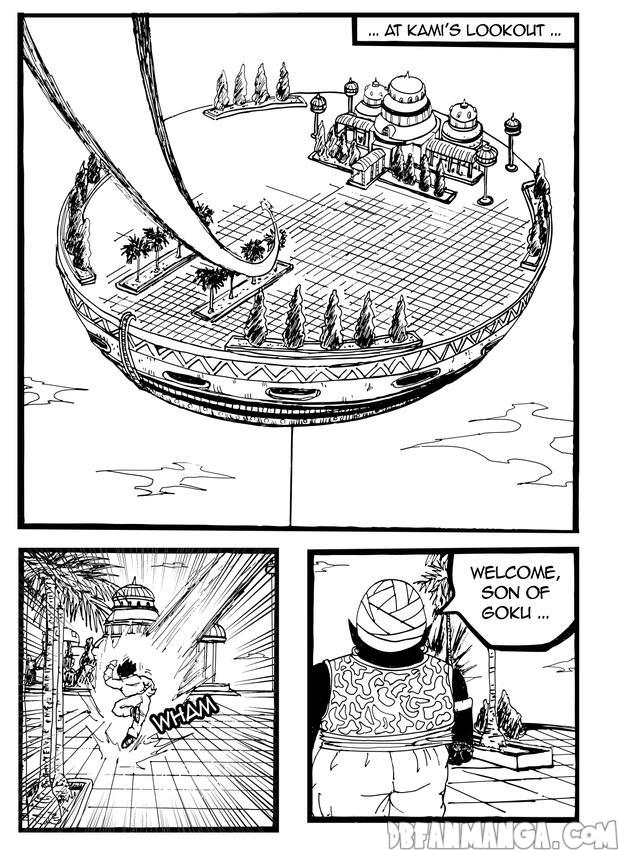 ... AT KAMI'S LOOKOUT ...
WHAM
WELCOME,
SON OF
GOKU ...
DBFANMANGA.COM